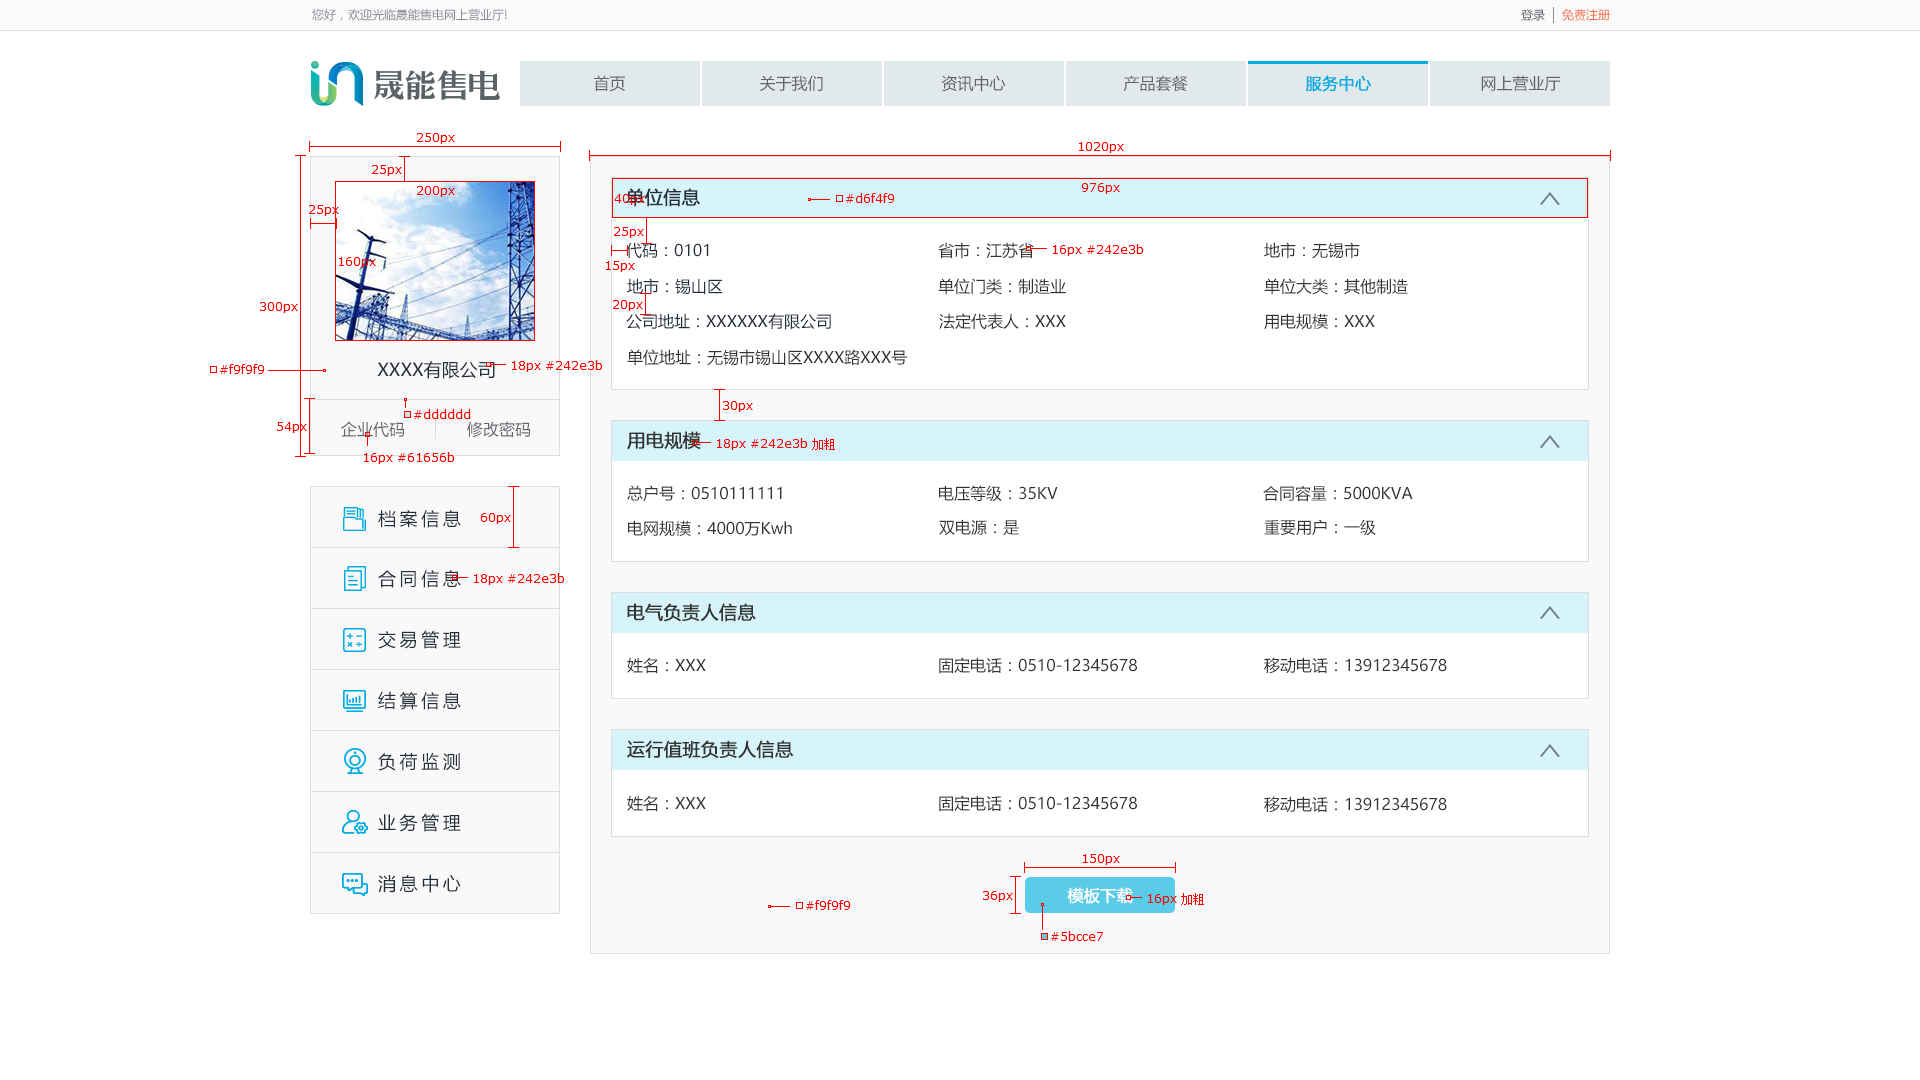 您好，欢迎光临晟能售电网上营业厅!
登录 免费注册
晟能售电 首页 关于我们 资讯中心 产品套餐 服务中心 网上营业厅
250px
1020px
25px
200px
25px
160px
300px
#f9f9f9
XXXX有限公司 18px #242e3b
#dddddd
54px
企业代码 修改密码
16px #61656b
档案信息 60px
合同信息 18px #242e3b
交易管理
结算信息
负荷监测
业务管理
消息中心
976px
40px 单位信息 #d6f4f9
25px
代码：0101 省市：江苏省 16px #242e3b 地市：无锡市
15px
地市：锡山区 单位门类：制造业 单位大类：其他制造
20px
公司地址：XXXXXX有限公司 法定代表人：XXX 用电规模：XXX
单位地址：无锡市锡山区XXXX路XXX号
30px
用电规模 18px #242e3b 加粗
总户号：0510111111 电压等级：35KV 合同容量：5000KVA
电网规模：4000万Kwh 双电源：是 重要用户：一级
电气负责人信息
姓名：XXX 固定电话：0510-12345678 移动电话：13912345678
运行值班负责人信息
姓名：XXX 固定电话：0510-12345678 移动电话：13912345678
150px
36px 模板下载 16px 加粗
#f9f9f9
#5bcce7